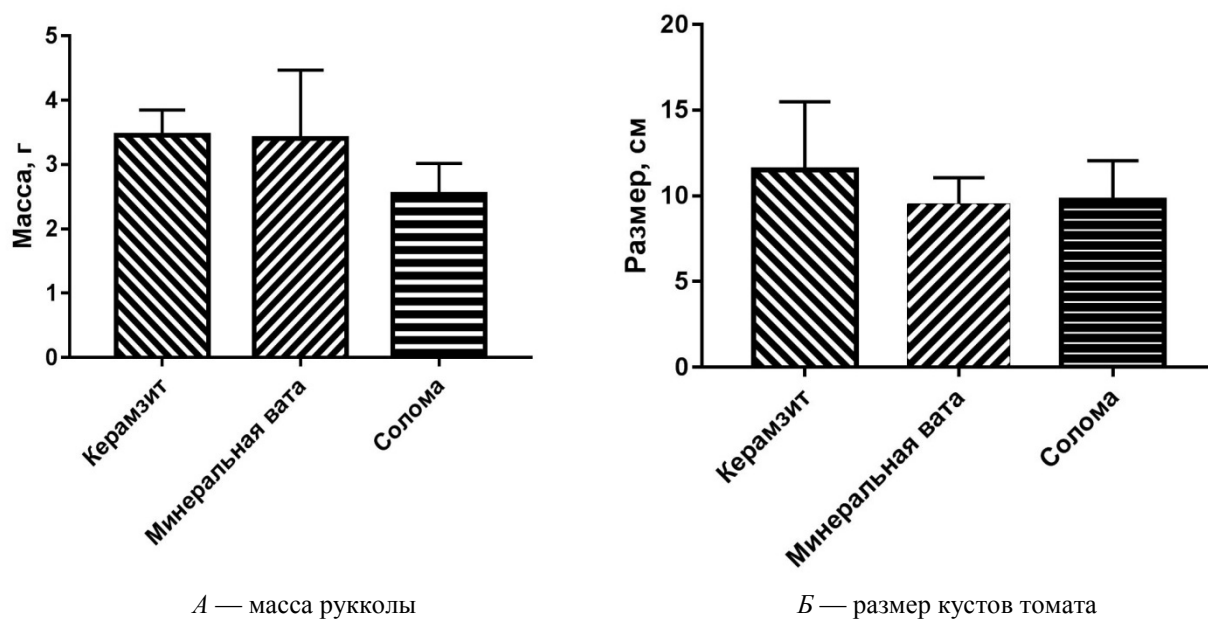 Масса, г
5
4
3
2
1
0
Керамзит
Минеральная вата
Солома
А — масса рукколы
Размер, см
20
15
10
5
0
Керамзит
Минеральная вата
Солома
Б — размер кустов томата